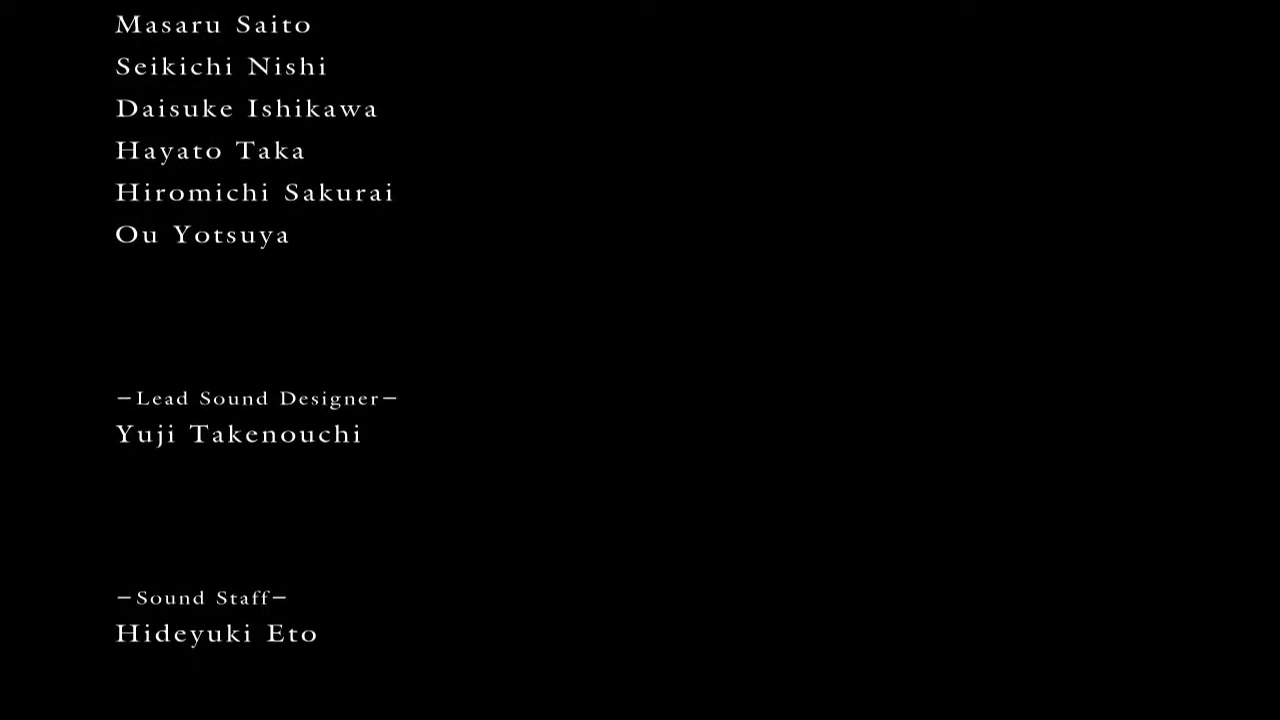 Masaru Saito
Seikichi Nishi
Daisuke Ishikawa
Hayato Taka
Hiromichi Sakurai
Ou Yotsuya
−Lead Sound Designer−
Yuji Takenouchi
−Sound Staff−
Hideyuki Eto